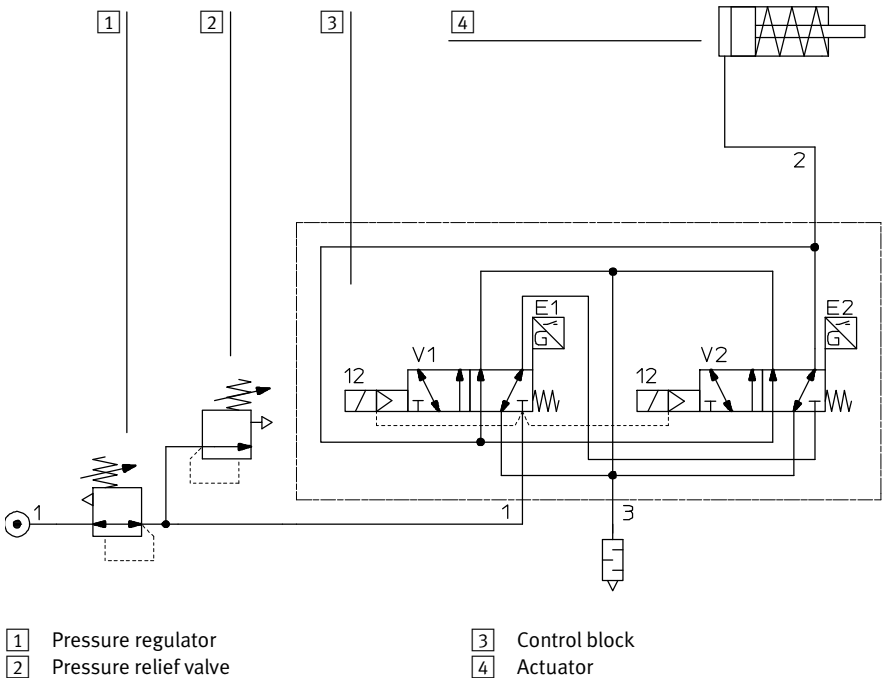 1 2 3 4
2
E1 E2
V1 V2
12 12
G G
1 1 3
1 Pressure regulator
2 Pressure relief valve
3 Control block
4 Actuator